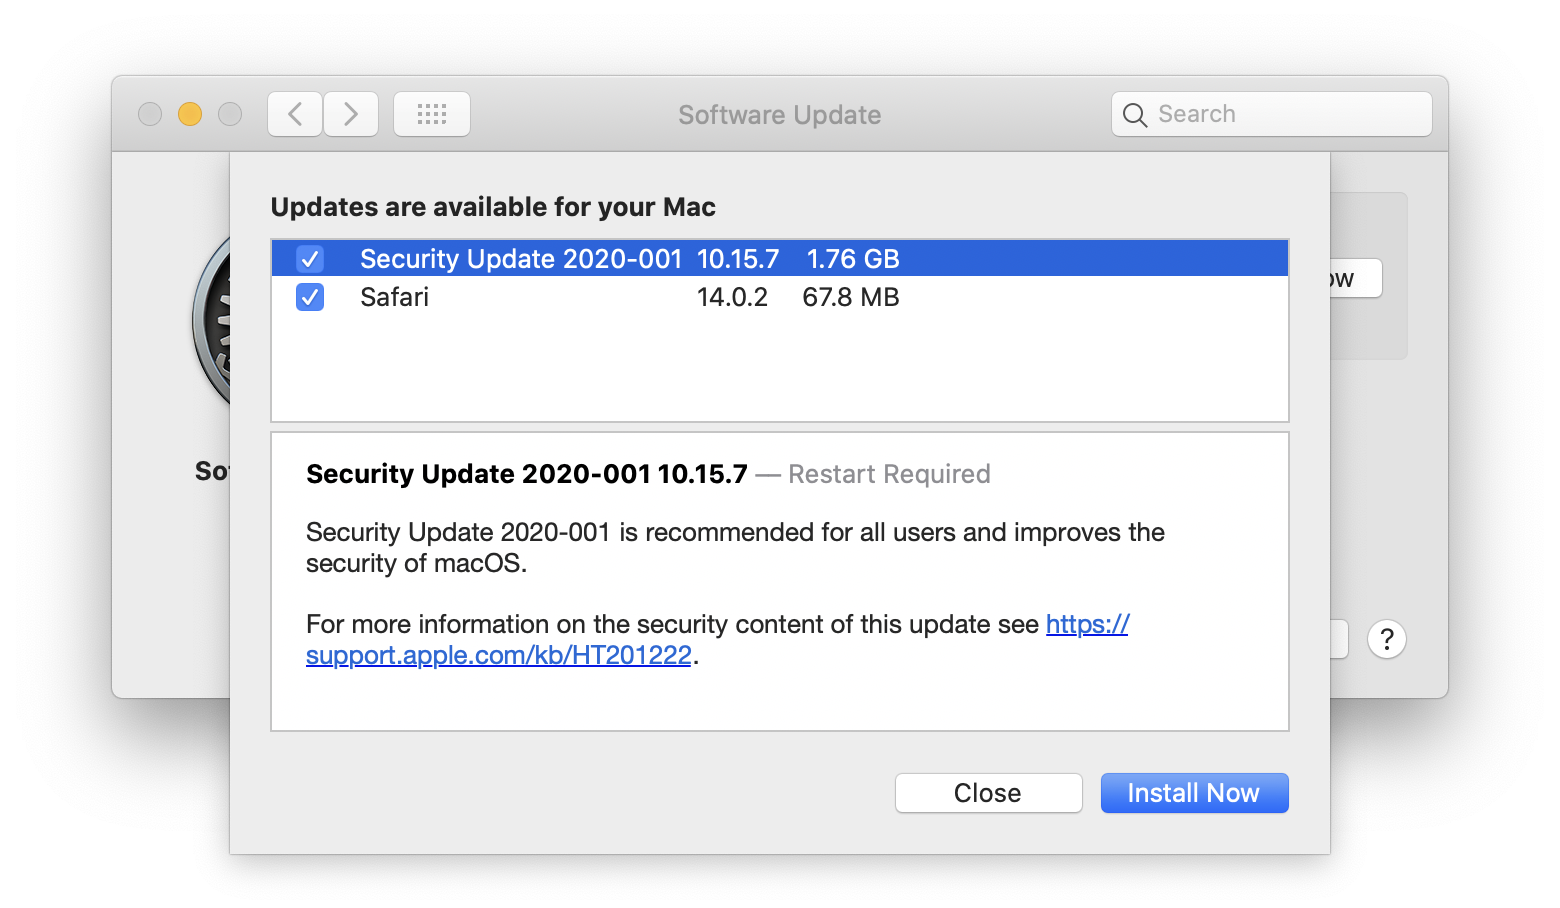 Software Update
Search
Updates are available for your Mac
Security Update 2020-001 10.15.7 1.76 GB
Safari 14.0.2 67.8 MB
Security Update 2020-001 10.15.7 — Restart Required
Security Update 2020-001 is recommended for all users and improves the
security of macOS.
For more information on the security content of this update see https://
support.apple.com/kb/HT201222.
?
Close Install Now